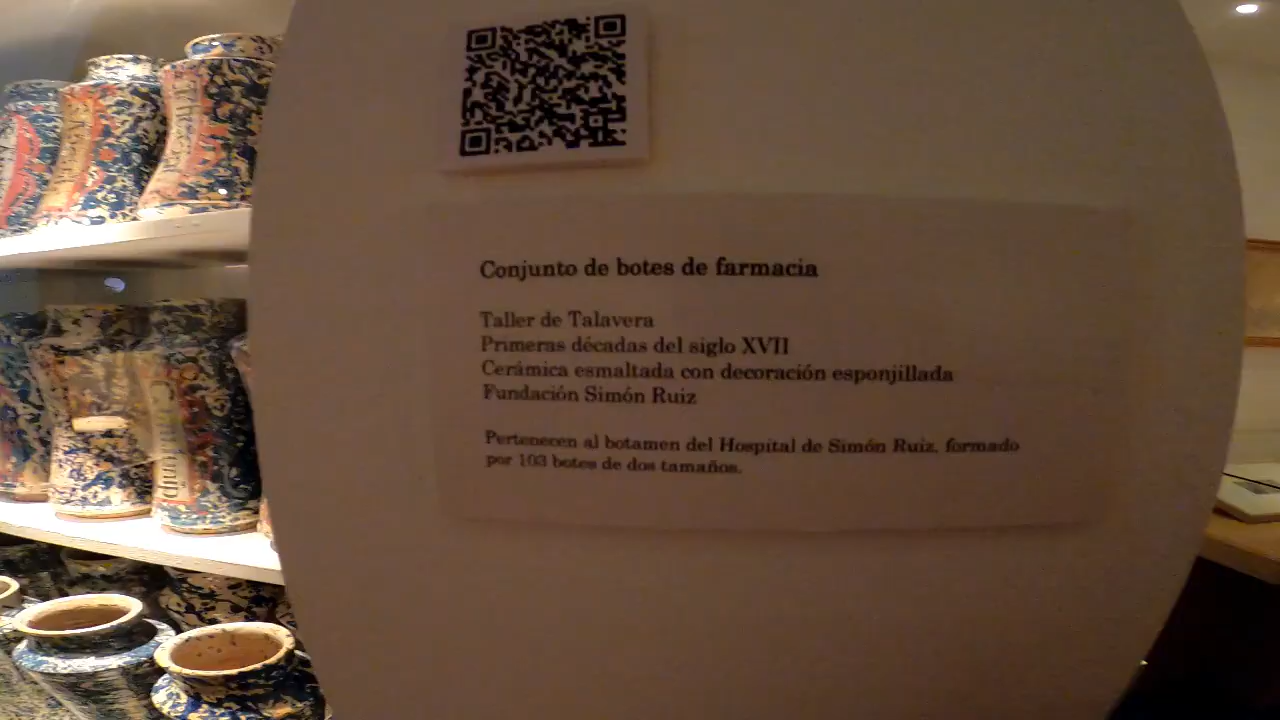 Conjunto de botes de farmacia
Taller de Talavera
Primeras décadas del siglo XVII
Cerámica esmaltada con decoración esponjillada
Fundación Simón Ruiz
Pertenecen al botamen del Hospital de Simón Ruiz, formado
por 103 botes de dos tamaños.